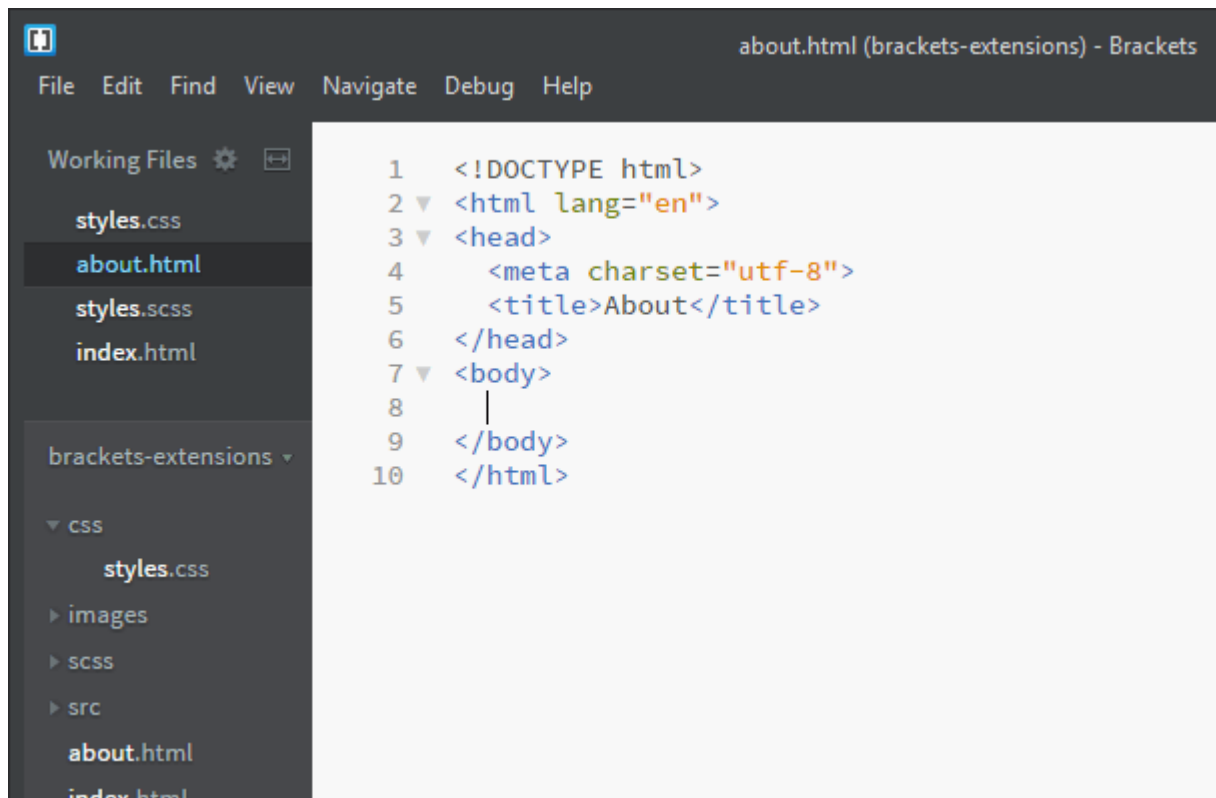 about.html (brackets-extensions) - Brackets
File Edit Find View Navigate Debug Help
Working Files
styles.css
about.html
styles.scss
index.html
brackets-extensions
css
styles.css
images
scss
src
about.html
index.html
1 <!DOCTYPE html>
2 <html lang="en">
3 <head>
4   <meta charset="utf-8">
5   <title>About</title>
6 </head>
7 <body>
8
9 </body>
10 </html>